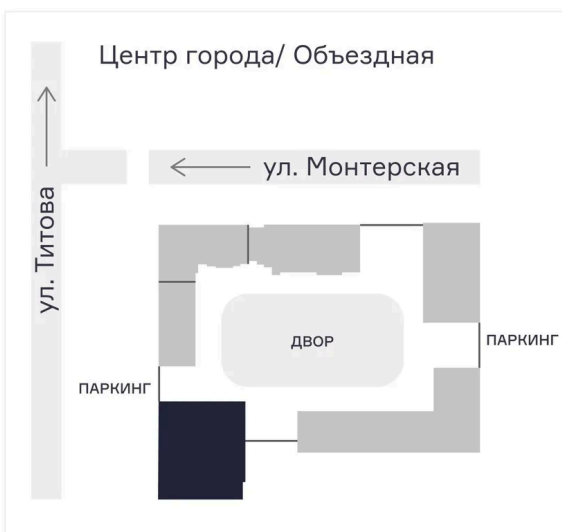 Центр города/ Объездная
ул. Монтерская
ул. Титова
ДВОР
ПАРКИНГ
ПАРКИНГ